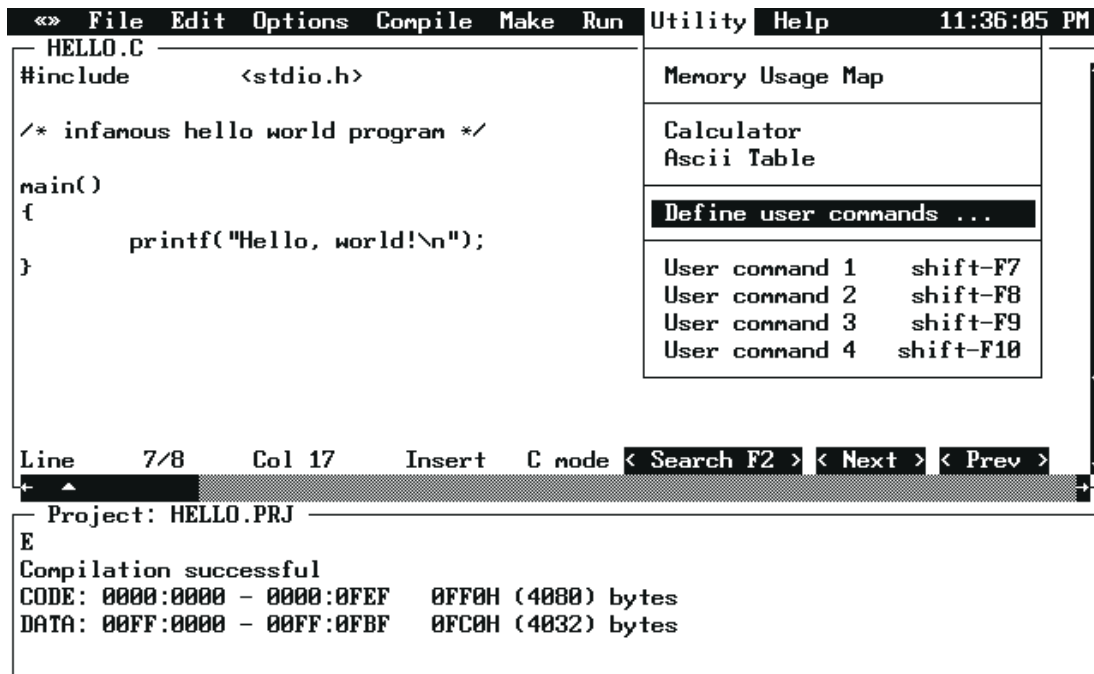 «» File Edit Options Compile Make Run Utility Help 11:36:05 PM
HELLO.C
#include <stdio.h>
/* infamous hello world program */
main()
{
printf("Hello, world!\n");
}
Memory Usage Map
Calculator
Ascii Table
Define user commands ...
User command 1 shift-F7
User command 2 shift-F8
User command 3 shift-F9
User command 4 shift-F10
Line 7/8 Col 17 Insert C mode < Search F2 > < Next > < Prev >
Project: HELLO.PRJ
E
Compilation successful
CODE: 0000:0000 - 0000:0FEF 0FF0H (4080) bytes
DATA: 00FF:0000 - 00FF:0FBF 0FC0H (4032) bytes